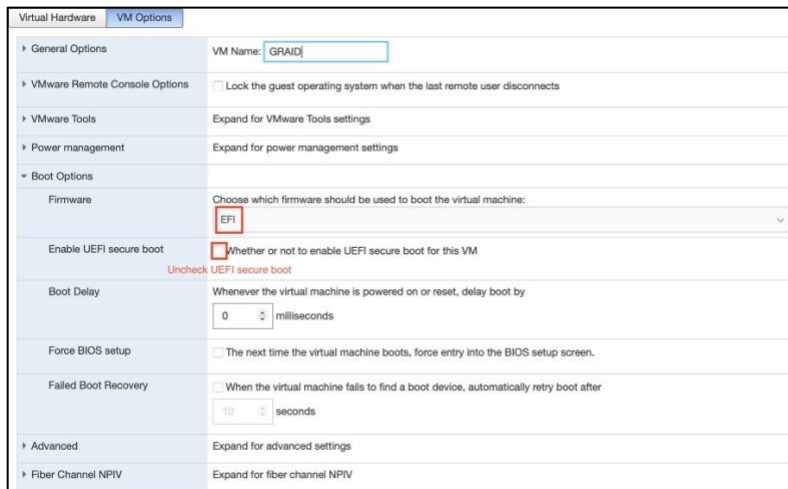 Virtual Hardware VM Options
General Options VM Name: GRAID
VMware Remote Console Options Lock the guest operating system when the last remote user disconnects
VMware Tools Expand for VMware Tools settings
Power management Expand for power management settings
Boot Options
Firmware Choose which firmware should be used to boot the virtual machine:
EFI
Enable UEFI secure boot Whether or not to enable UEFI secure boot for this VM
Uncheck UEFI secure boot
Boot Delay Whenever the virtual machine is powered on or reset, delay boot by
0 milliseconds
Force BIOS setup The next time the virtual machine boots, force entry into the BIOS setup screen.
Failed Boot Recovery When the virtual machine fails to find a boot device, automatically retry boot after
10 seconds
Advanced Expand for advanced settings
Fiber Channel NPIV Expand for fiber channel NPIV